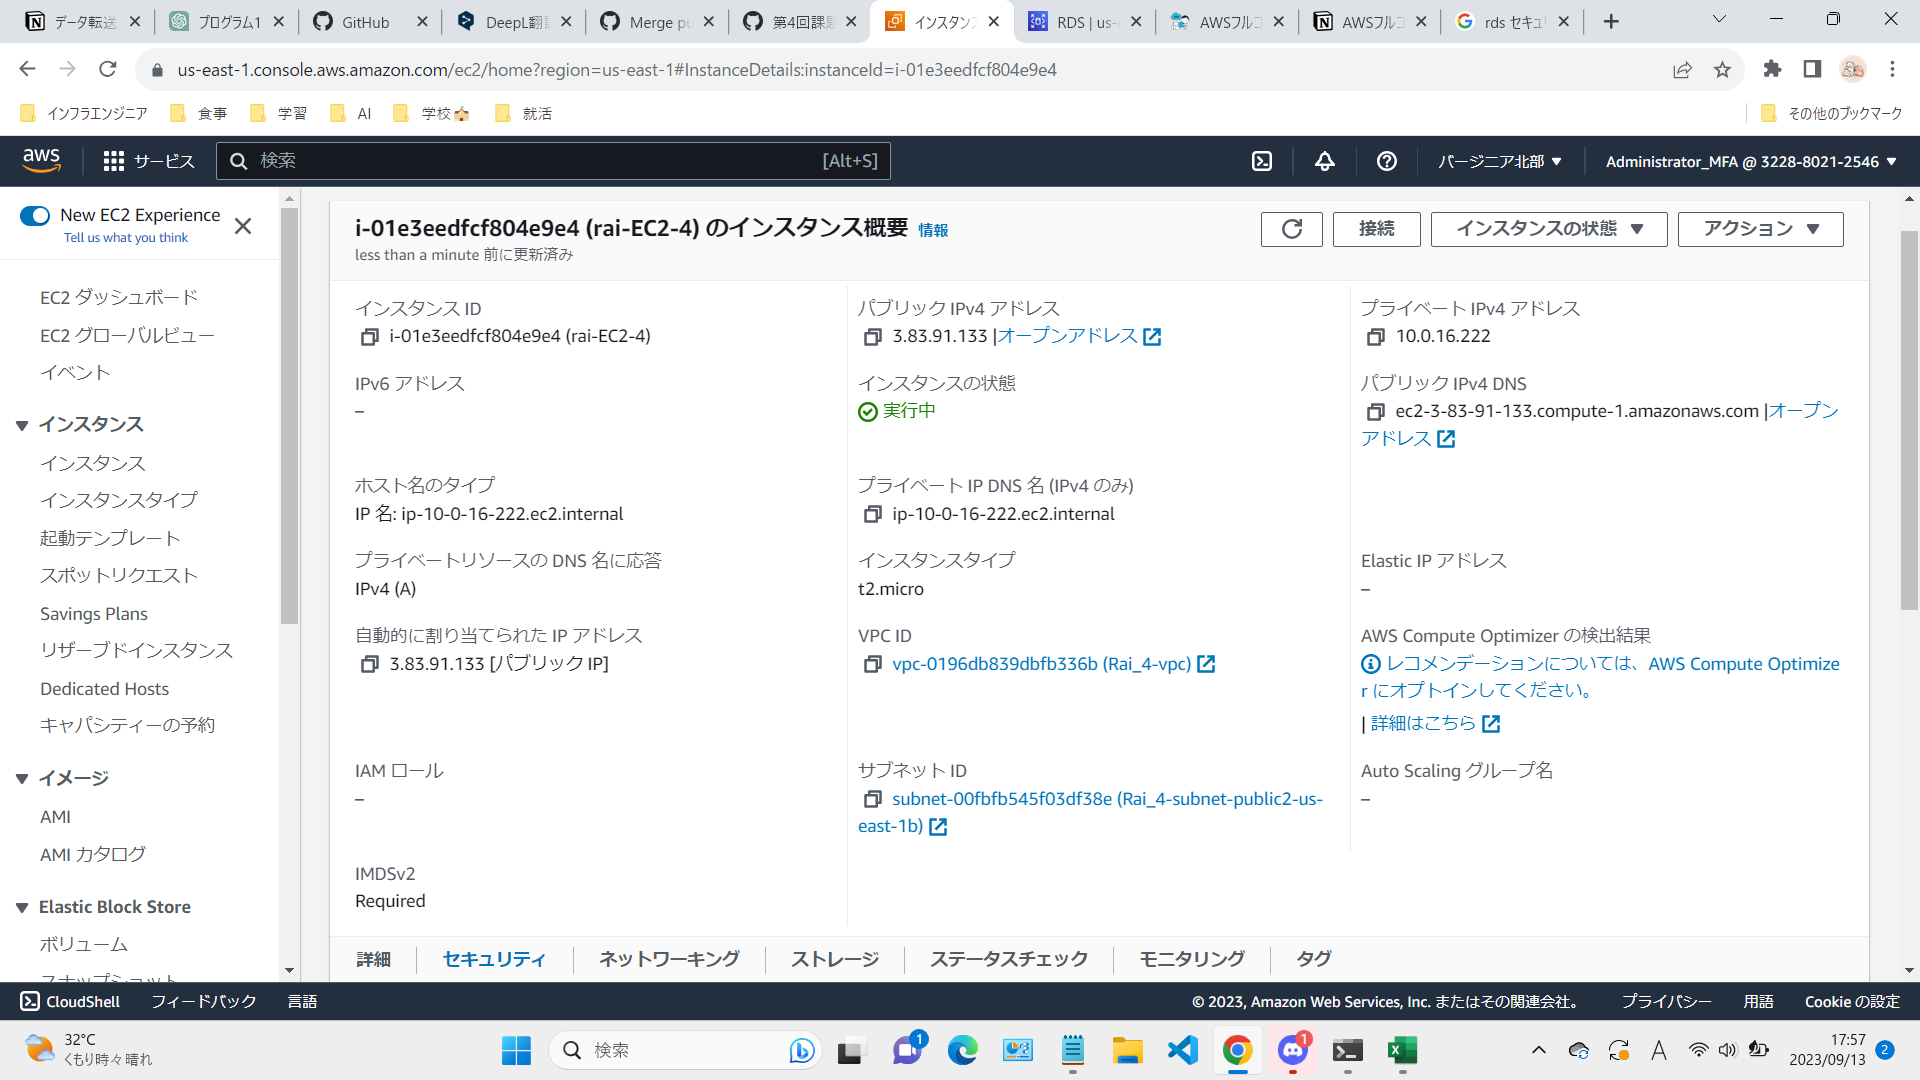 データ転送
プログラム1
GitHub
DeepL翻訳
Merge pu
第4回課題
インスタンス
RDS | us-
AWSフルコ
AWSフルコ
rds セキュリ
us-east-1.console.aws.amazon.com/ec2/home?region=us-east-1#InstanceDetails:instanceId=i-01e3eedfcf804e9e4
インフラエンジニア
食事
学習
AI
学校
就活
その他のブックマーク
aws
サービス
検索
[Alt+S]
バージニア北部
Administrator_MFA @ 3228-8021-2546
New EC2 Experience
Tell us what you think
EC2 ダッシュボード
EC2 グローバルビュー
イベント
インスタンス
インスタンス
インスタンスタイプ
起動テンプレート
スポットリクエスト
Savings Plans
リザーブドインスタンス
Dedicated Hosts
キャパシティーの予約
イメージ
AMI
AMI カタログ
Elastic Block Store
ボリューム
スナップショット
i-01e3eedfcf804e9e4 (rai-EC2-4) のインスタンス概要 情報
less than a minute 前に更新済み
接続
インスタンスの状態
アクション
インスタンス ID
i-01e3eedfcf804e9e4 (rai-EC2-4)
パブリック IPv4 アドレス
3.83.91.133 |オープンアドレス
プライベート IPv4 アドレス
10.0.16.222
IPv6 アドレス
–
インスタンスの状態
実行中
パブリック IPv4 DNS
ec2-3-83-91-133.compute-1.amazonaws.com |オープン
アドレス
ホスト名のタイプ
IP 名: ip-10-0-16-222.ec2.internal
プライベート IP DNS 名 (IPv4 のみ)
ip-10-0-16-222.ec2.internal
プライベートリソースの DNS 名に応答
IPv4 (A)
インスタンスタイプ
t2.micro
Elastic IP アドレス
–
自動的に割り当てられた IP アドレス
3.83.91.133 [パブリック IP]
VPC ID
vpc-0196db839dbfb336b (Rai_4-vpc)
AWS Compute Optimizer の検出結果
レコメンデーションについては、AWS Compute Optimize
r にオプトインしてください。
| 詳細はこちら
IAM ロール
–
サブネット ID
subnet-00fbfb545f03df38e (Rai_4-subnet-public2-us-
east-1b)
Auto Scaling グループ名
–
IMDSv2
Required
詳細
セキュリティ
ネットワーキング
ストレージ
ステータスチェック
モニタリング
タグ
CloudShell
フィードバック
言語
© 2023, Amazon Web Services, Inc. またはその関連会社。
プライバシー
用語
Cookie の設定
32°C
くもり時々晴れ
検索
1
1
A
17:57
2023/09/13
2